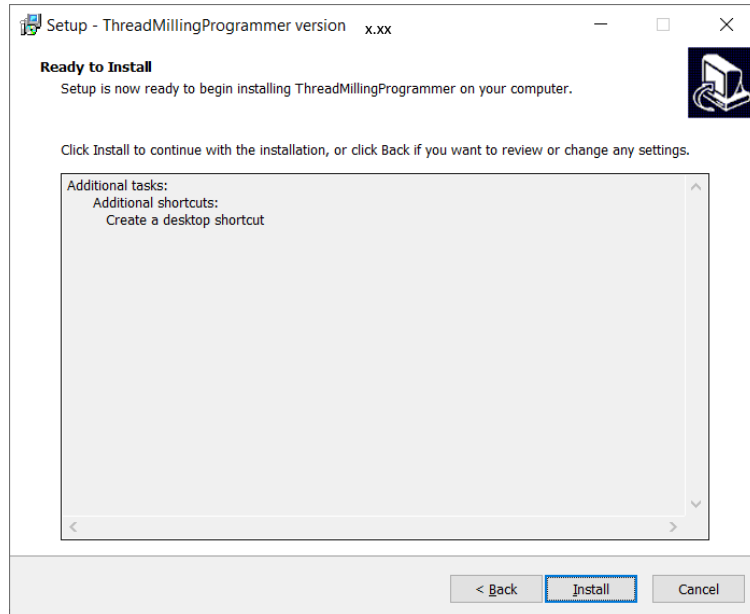 Setup - ThreadMillingProgrammer version x.xx
Ready to Install
Setup is now ready to begin installing ThreadMillingProgrammer on your computer.
Click Install to continue with the installation, or click Back if you want to review or change any settings.
Additional tasks:
Additional shortcuts:
Create a desktop shortcut
< Back Install Cancel